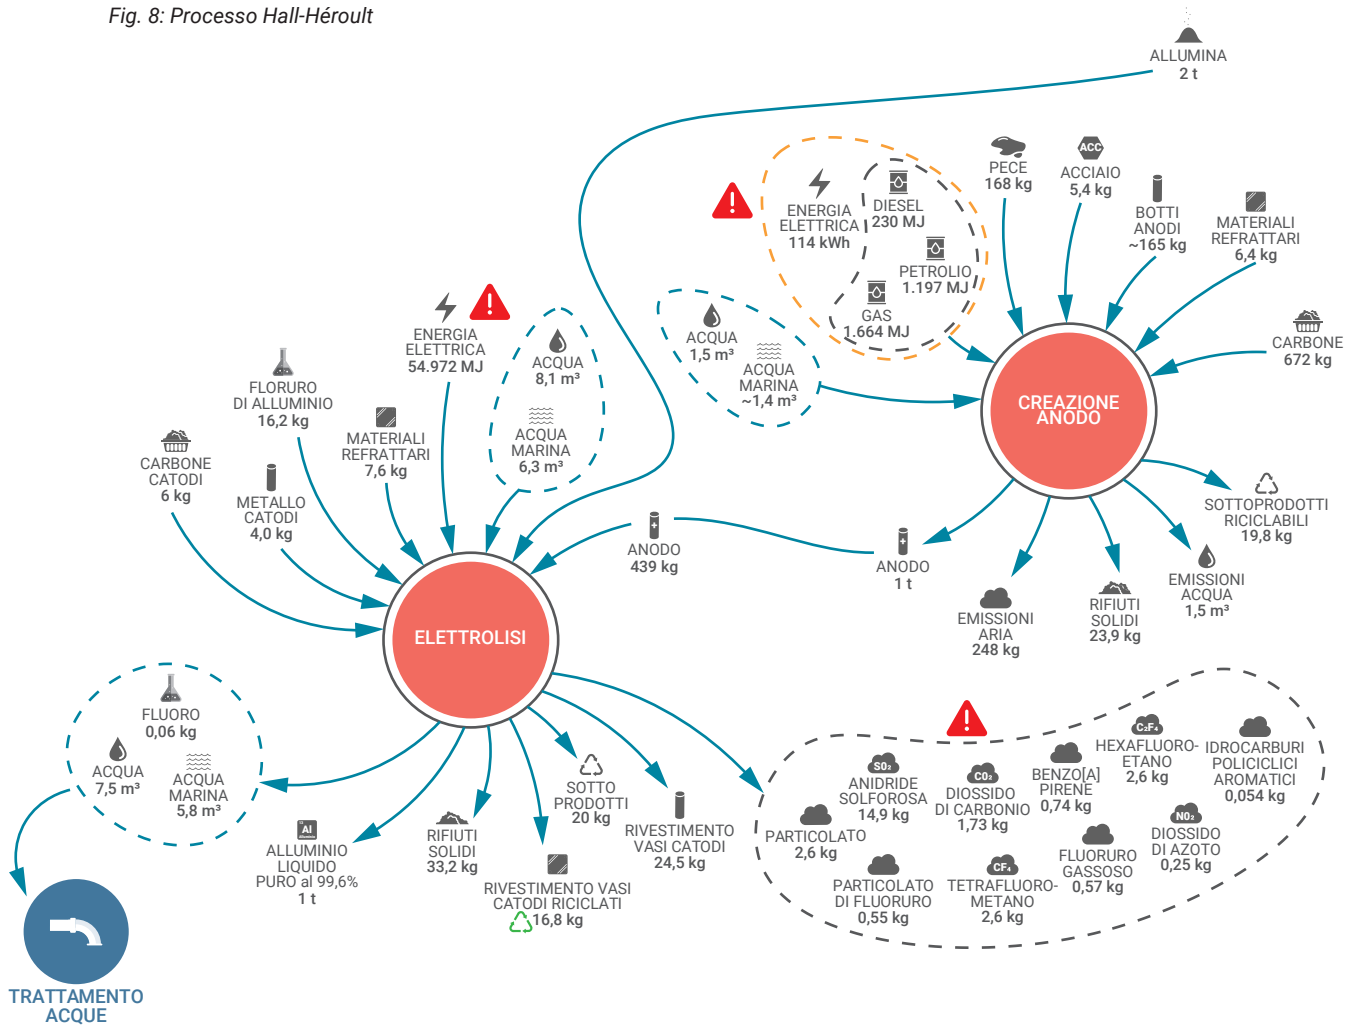 Fig. 8: Processo Hall-Héroult
ALLUMINA
2 t
PECE
168 kg
ACC
ACCIAIO
5,4 kg
BOTTI
ANODI
~165 kg
MATERIALI
REFRATTARI
6,4 kg
CARBONE
672 kg
ENERGIA
ELETTRICA
114 kWh
DIESEL
230 MJ
PETROLIO
1.197 MJ
GAS
1.664 MJ
ACQUA
1,5 m³
ACQUA
MARINA
~1,4 m³
CREAZIONE
ANODO
ENERGIA
ELETTRICA
54.972 MJ
ACQUA
8,1 m³
ACQUA
MARINA
6,3 m³
FLORURO
DI ALLUMINIO
16,2 kg
MATERIALI
REFRATTARI
7,6 kg
CARBONE
CATODI
6 kg
METALLO
CATODI
4,0 kg
ANODO
439 kg
ANODO
1 t
EMISSIONI
ARIA
248 kg
RIFIUTI
SOLIDI
23,9 kg
EMISSIONI
ACQUA
1,5 m³
SOTTOPRODOTTI
RICICLABILI
19,8 kg
ELETTROLISI
FLUORO
0,06 kg
ACQUA
7,5 m³
ACQUA
MARINA
5,8 m³
TRATTAMENTO
ACQUE
Al
ALLUMINIO
LIQUIDO
PURO al 99,6%
1 t
RIFIUTI
SOLIDI
33,2 kg
RIVESTIMENTO VASI
CATODI RICICLATI
16,8 kg
SOTTO
PRODOTTI
20 kg
RIVESTIMENTO
VASI CATODI
24,5 kg
PARTICOLATO
2,6 kg
SO₂
ANIDRIDE
SOLFOROSA
14,9 kg
PARTICOLATO
DI FLUORURO
0,55 kg
CO₂
DIOSSIDO
DI CARBONIO
1,73 kg
CF₄
TETRAFLUORO-
METANO
2,6 kg
BENZO[A]
PIRENE
0,74 kg
FLUORURO
GASSOSO
0,57 kg
C₂F₄
HEXAFLUORO-
ETANO
2,6 kg
NO₂
DIOSSIDO
DI AZOTO
0,25 kg
IDROCARBURI
POLICICLICI
AROMATICI
0,054 kg